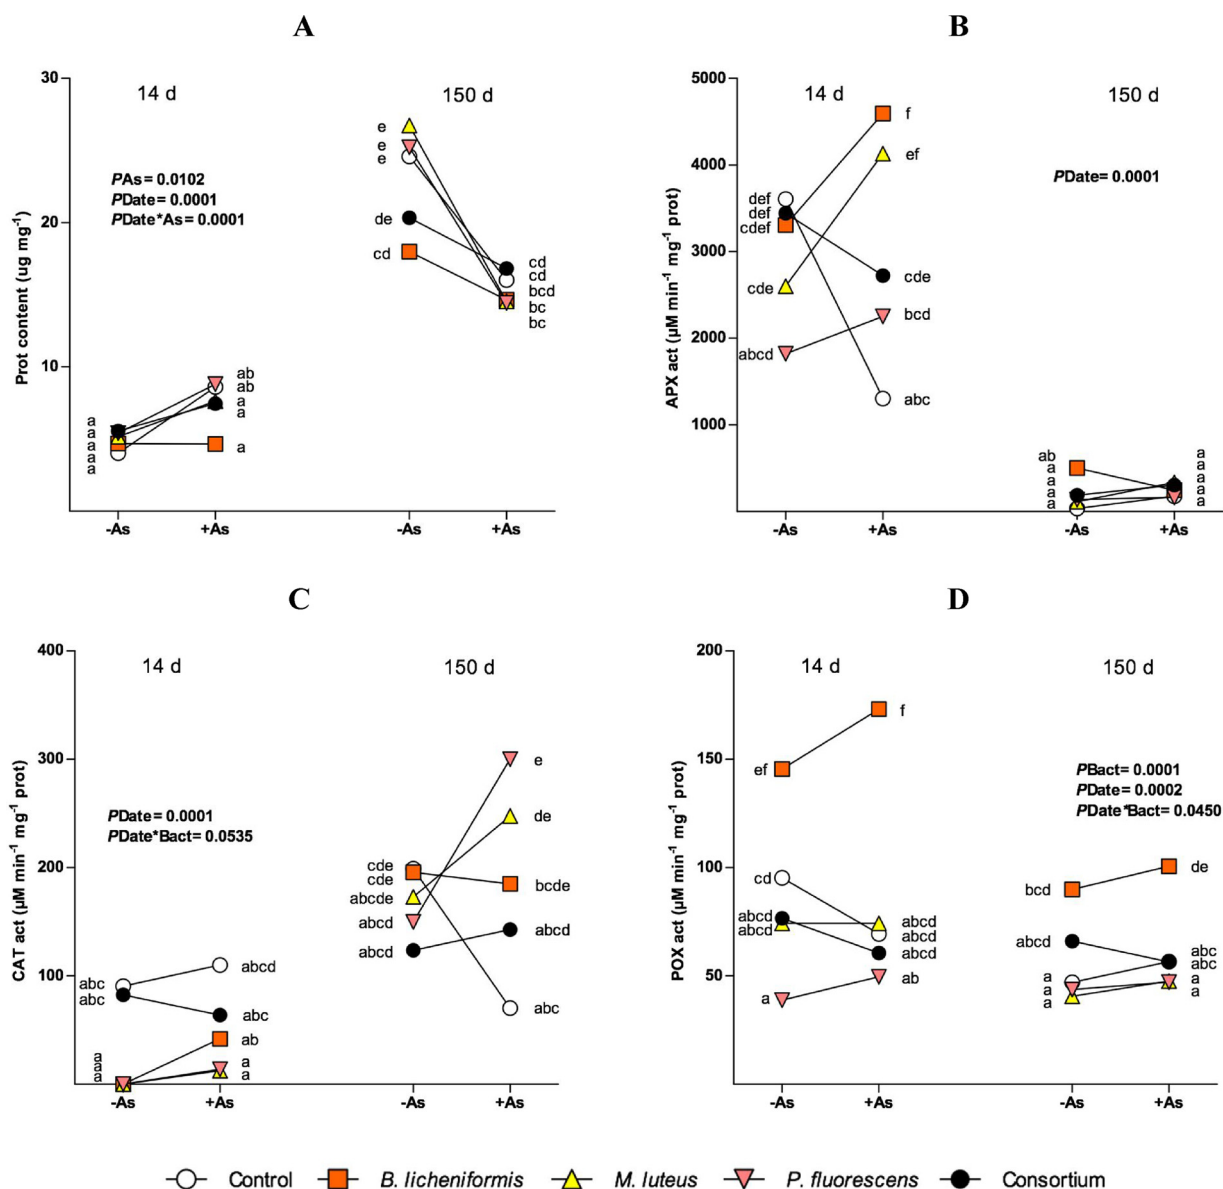 A
30
20
10
Prot content (ug mg-1)
14 d
150 d
PAs = 0.0102
PDate = 0.0001
PDate*As = 0.0001
a
a
a
a
a
ab
ab
a
a
a
e
e
e
de
cd
cd
cd
bcd
bc
bc
-As
+As
-As
+As
B
5000
4000
3000
2000
1000
APX act (µM min-1 mg-1 prot)
14 d
150 d
PDate= 0.0001
def
def
cdef
cde
abcd
f
ef
cde
bcd
abc
ab
a
a
a
a
a
a
a
a
a
-As
+As
-As
+As
C
400
300
200
100
CAT act (µM min-1 mg-1 prot)
14 d
150 d
PDate= 0.0001
PDate*Bact= 0.0535
abc
abc
a
a
a
abcd
abc
ab
a
a
cde
cde
abcde
abcd
abcd
e
de
bcde
abcd
abc
-As
+As
-As
+As
D
200
150
100
50
POX act (µM min-1 mg-1 prot)
14 d
150 d
PBact= 0.0001
PDate = 0.0002
PDate*Bact= 0.0450
ef
cd
abcd
abcd
a
f
abcd
abcd
abcd
ab
bcd
abcd
a
a
a
de
abc
abc
a
a
-As
+As
-As
+As
Control
B. licheniformis
M. luteus
P. fluorescens
Consortium